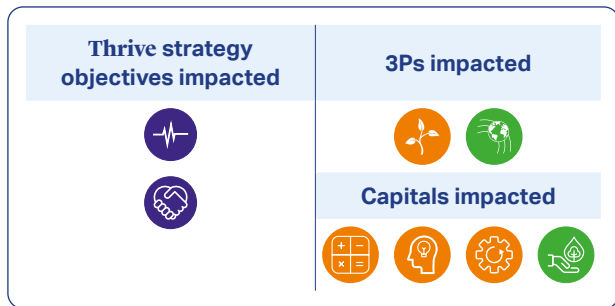 Thrive strategy
objectives impacted
3Ps impacted
Capitals impacted